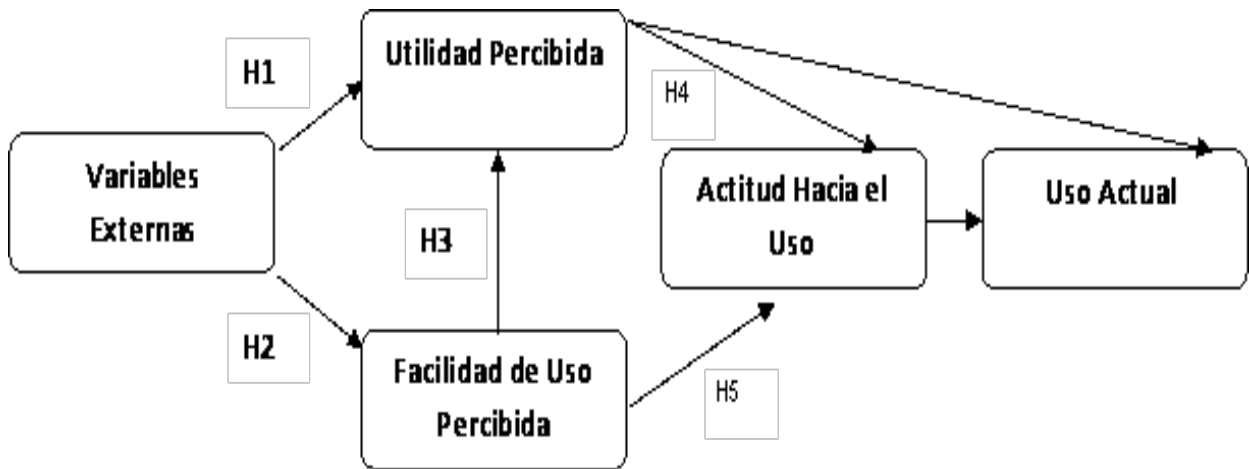 Utilidad Percibida
H1
H4
Variables
Externas
Actitud Hacia el
Uso
Uso Actual
H3
H2
Facilidad de Uso
Percibida
H5